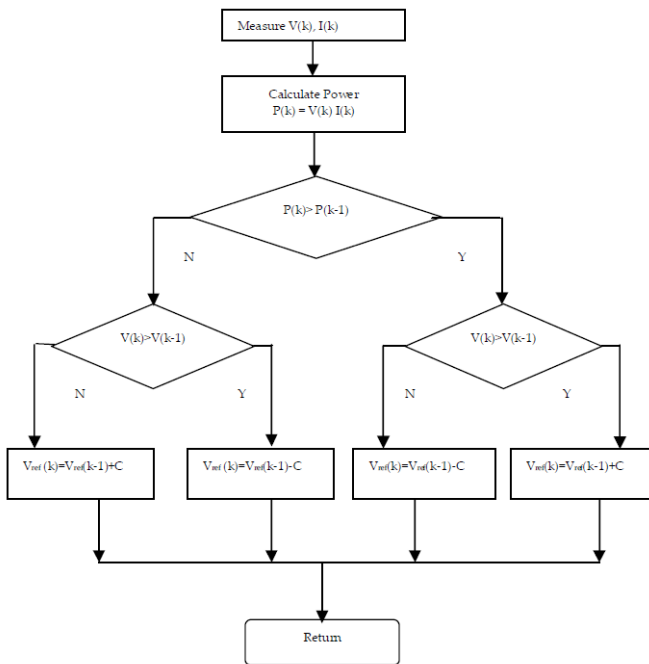 Measure V(k), I(k)
Calculate Power
P(k) = V(k) I(k)
P(k)> P(k-1)
N
Y
V(k)>V(k-1)
V(k)>V(k-1)
N
Y
N
Y
Vref (k)=Vref(k-1)+C
Vref (k)=Vref(k-1)-C
Vref(k)=Vref(k-1)-C
Vref(k)=Vref(k-1)+C
Return